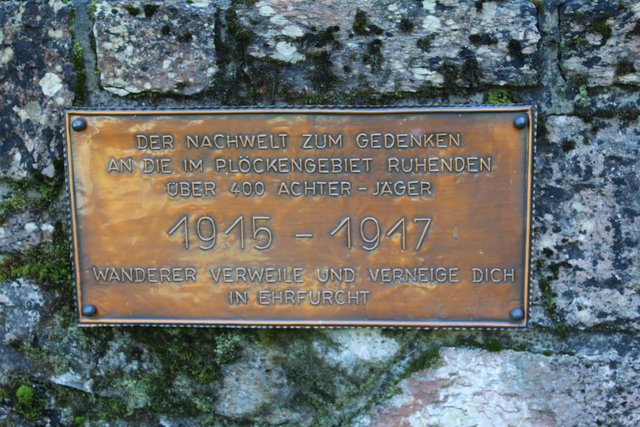 DER NACHWELT ZUM GEDENKEN
AN DIE IM PLÖCKENGEBIET RUHENDEN
ÜBER 400 ACHTER-JÄGER
1915 - 1917
WANDERER VERWEILE UND VERNEIGE DICH
IN EHRFURCHT